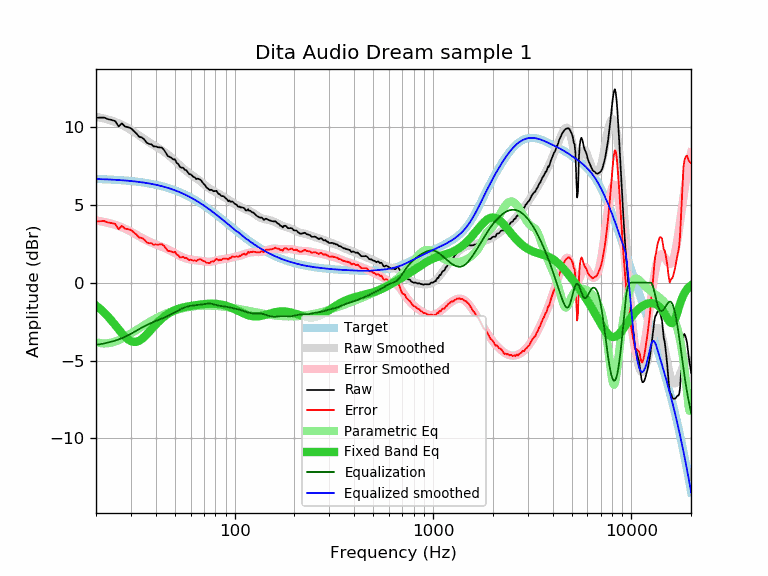 Dita Audio Dream sample 1
Amplitude (dBr)
10
5
0
−5
−10
Target
Raw Smoothed
Error Smoothed
Raw
Error
Parametric Eq
Fixed Band Eq
Equalization
Equalized smoothed
100
1000
10000
Frequency (Hz)